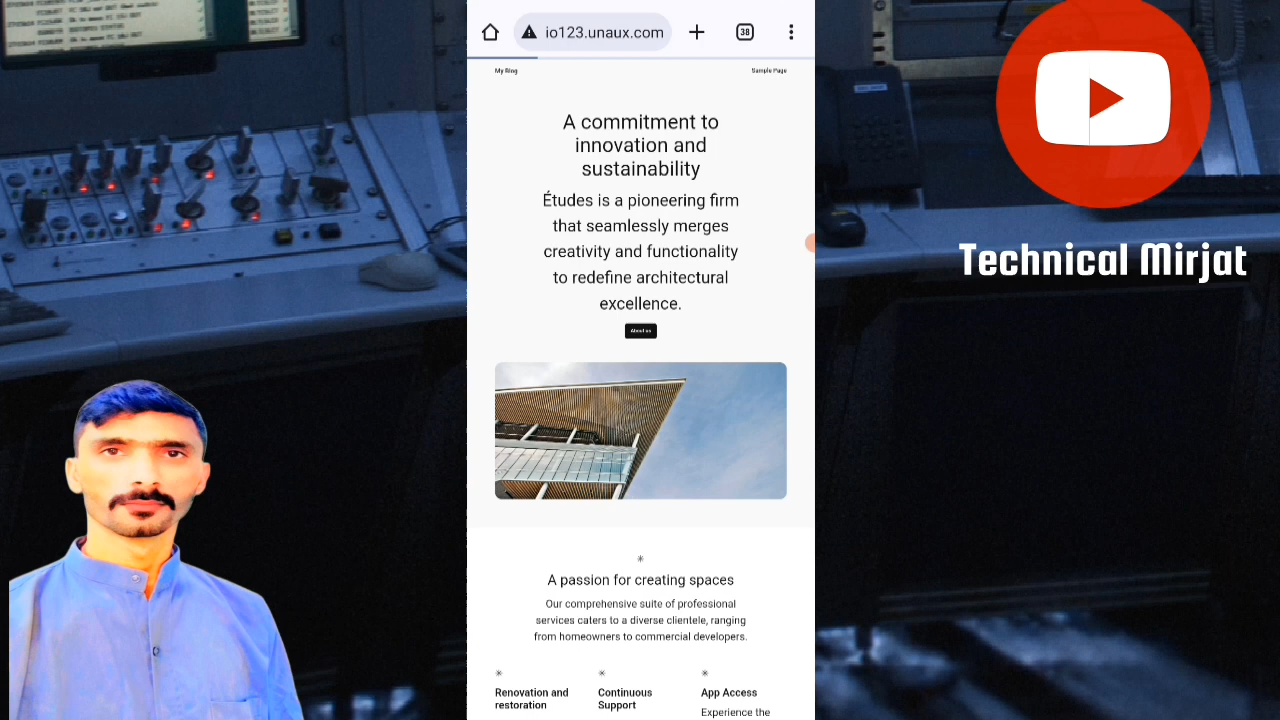 io123.unaux.com
38
My Blog
Sample Page
A commitment to
innovation and
sustainability
Études is a pioneering firm
that seamlessly merges
creativity and functionality
to redefine architectural
excellence.
About us
A passion for creating spaces
Our comprehensive suite of professional
services caters to a diverse clientele, ranging
from homeowners to commercial developers.
Renovation and
restoration
Continuous
Support
App Access
Experience the
Technical Mirjat